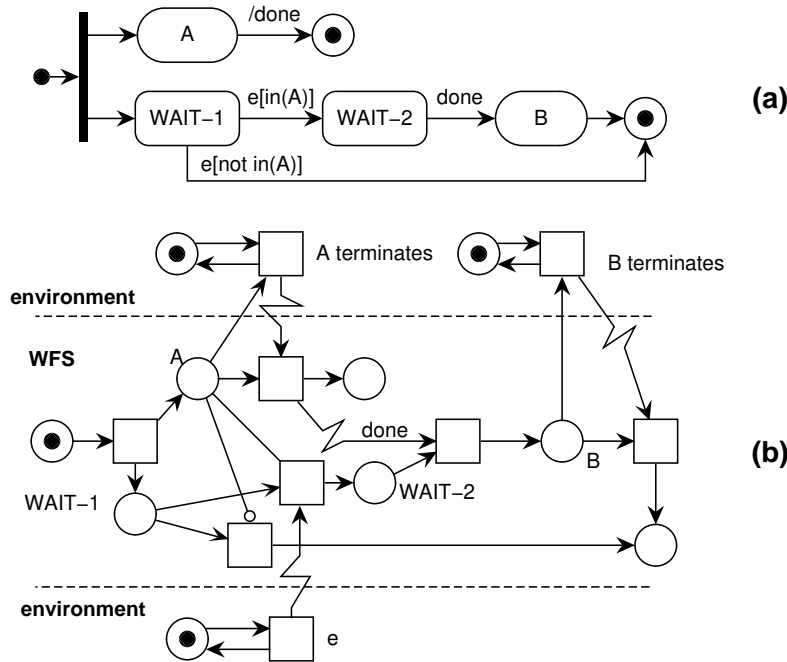 /done
A
(a)
WAIT−1
e[in(A)]
WAIT−2
done
B
e[not in(A)]
A terminates
B terminates
environment
WFS
A
done
B
(b)
WAIT−1
WAIT−2
environment
e